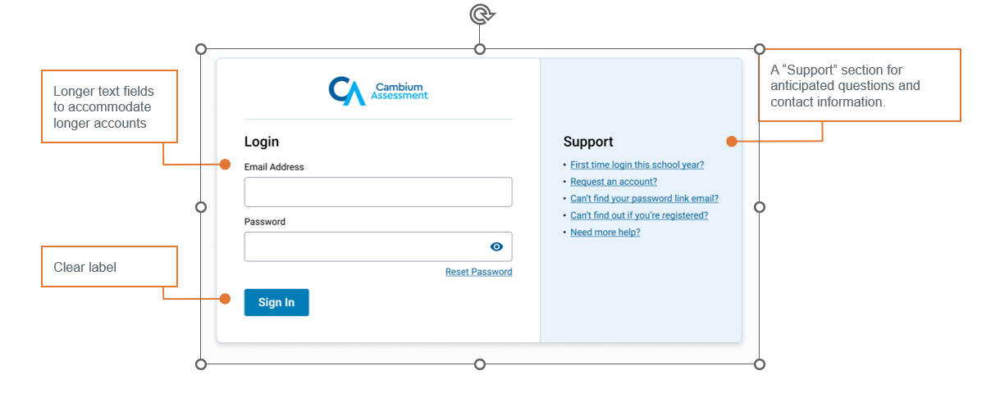 Longer text fields
to accommodate
longer accounts
Clear label
Cambium
Assessment
Login
Email Address
Password
Reset Password
Sign In
Support
• First time login this school year?
• Request an account?
• Can't find your password link email?
• Can't find out if you're registered?
• Need more help?
A “Support” section for
anticipated questions and
contact information.